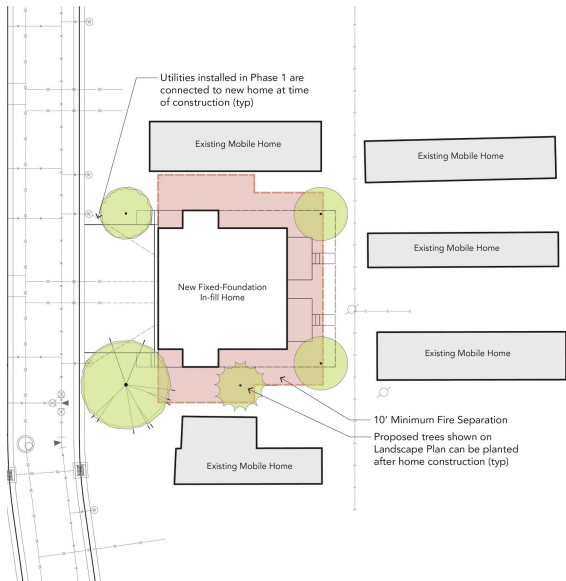 Utilities installed in Phase 1 are
connected to new home at time
of construction (typ)
Existing Mobile Home
Existing Mobile Home
Existing Mobile Home
New Fixed-Foundation
In-fill Home
Existing Mobile Home
10' Minimum Fire Separation
Proposed trees shown on
Landscape Plan can be planted
after home construction (typ)
Existing Mobile Home